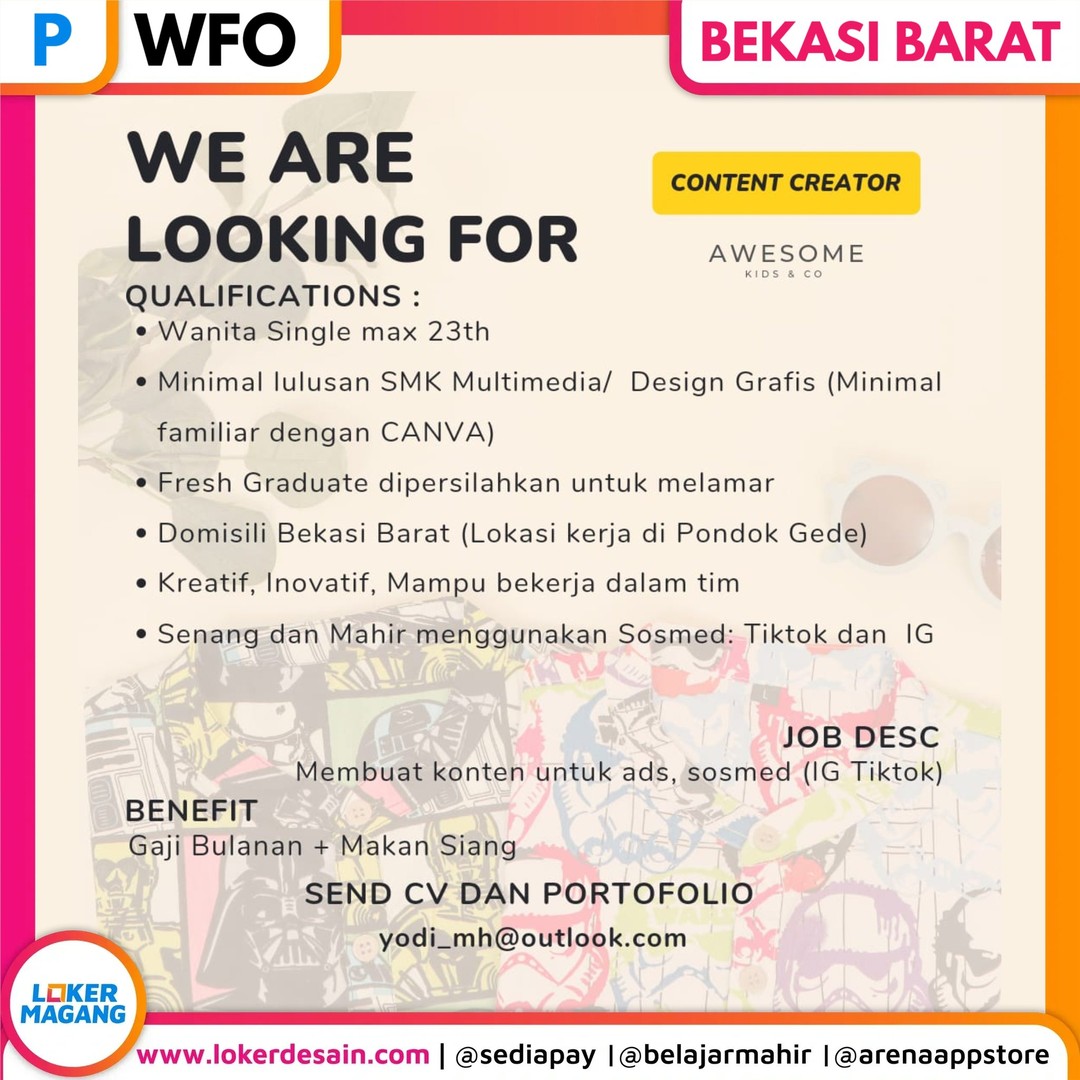 P WFO
BEKASI BARAT
WE ARE
LOOKING FOR
CONTENT CREATOR
AWESOME
KIDS & CO
QUALIFICATIONS :
• Wanita Single max 23th
• Minimal lulusan SMK Multimedia/ Design Grafis (Minimal
familiar dengan CANVA)
• Fresh Graduate dipersilahkan untuk melamar
• Domisili Bekasi Barat (Lokasi kerja di Pondok Gede)
• Kreatif, Inovatif, Mampu bekerja dalam tim
• Senang dan Mahir menggunakan Sosmed: Tiktok dan IG
JOB DESC
Membuat konten untuk ads, sosmed (IG Tiktok)
BENEFIT
Gaji Bulanan + Makan Siang
SEND CV DAN PORTOFOLIO
yodi_mh@outlook.com
LOKER
MAGANG
www.lokerdesain.com | @sediapay |@belajarmahir |@arenaappstore